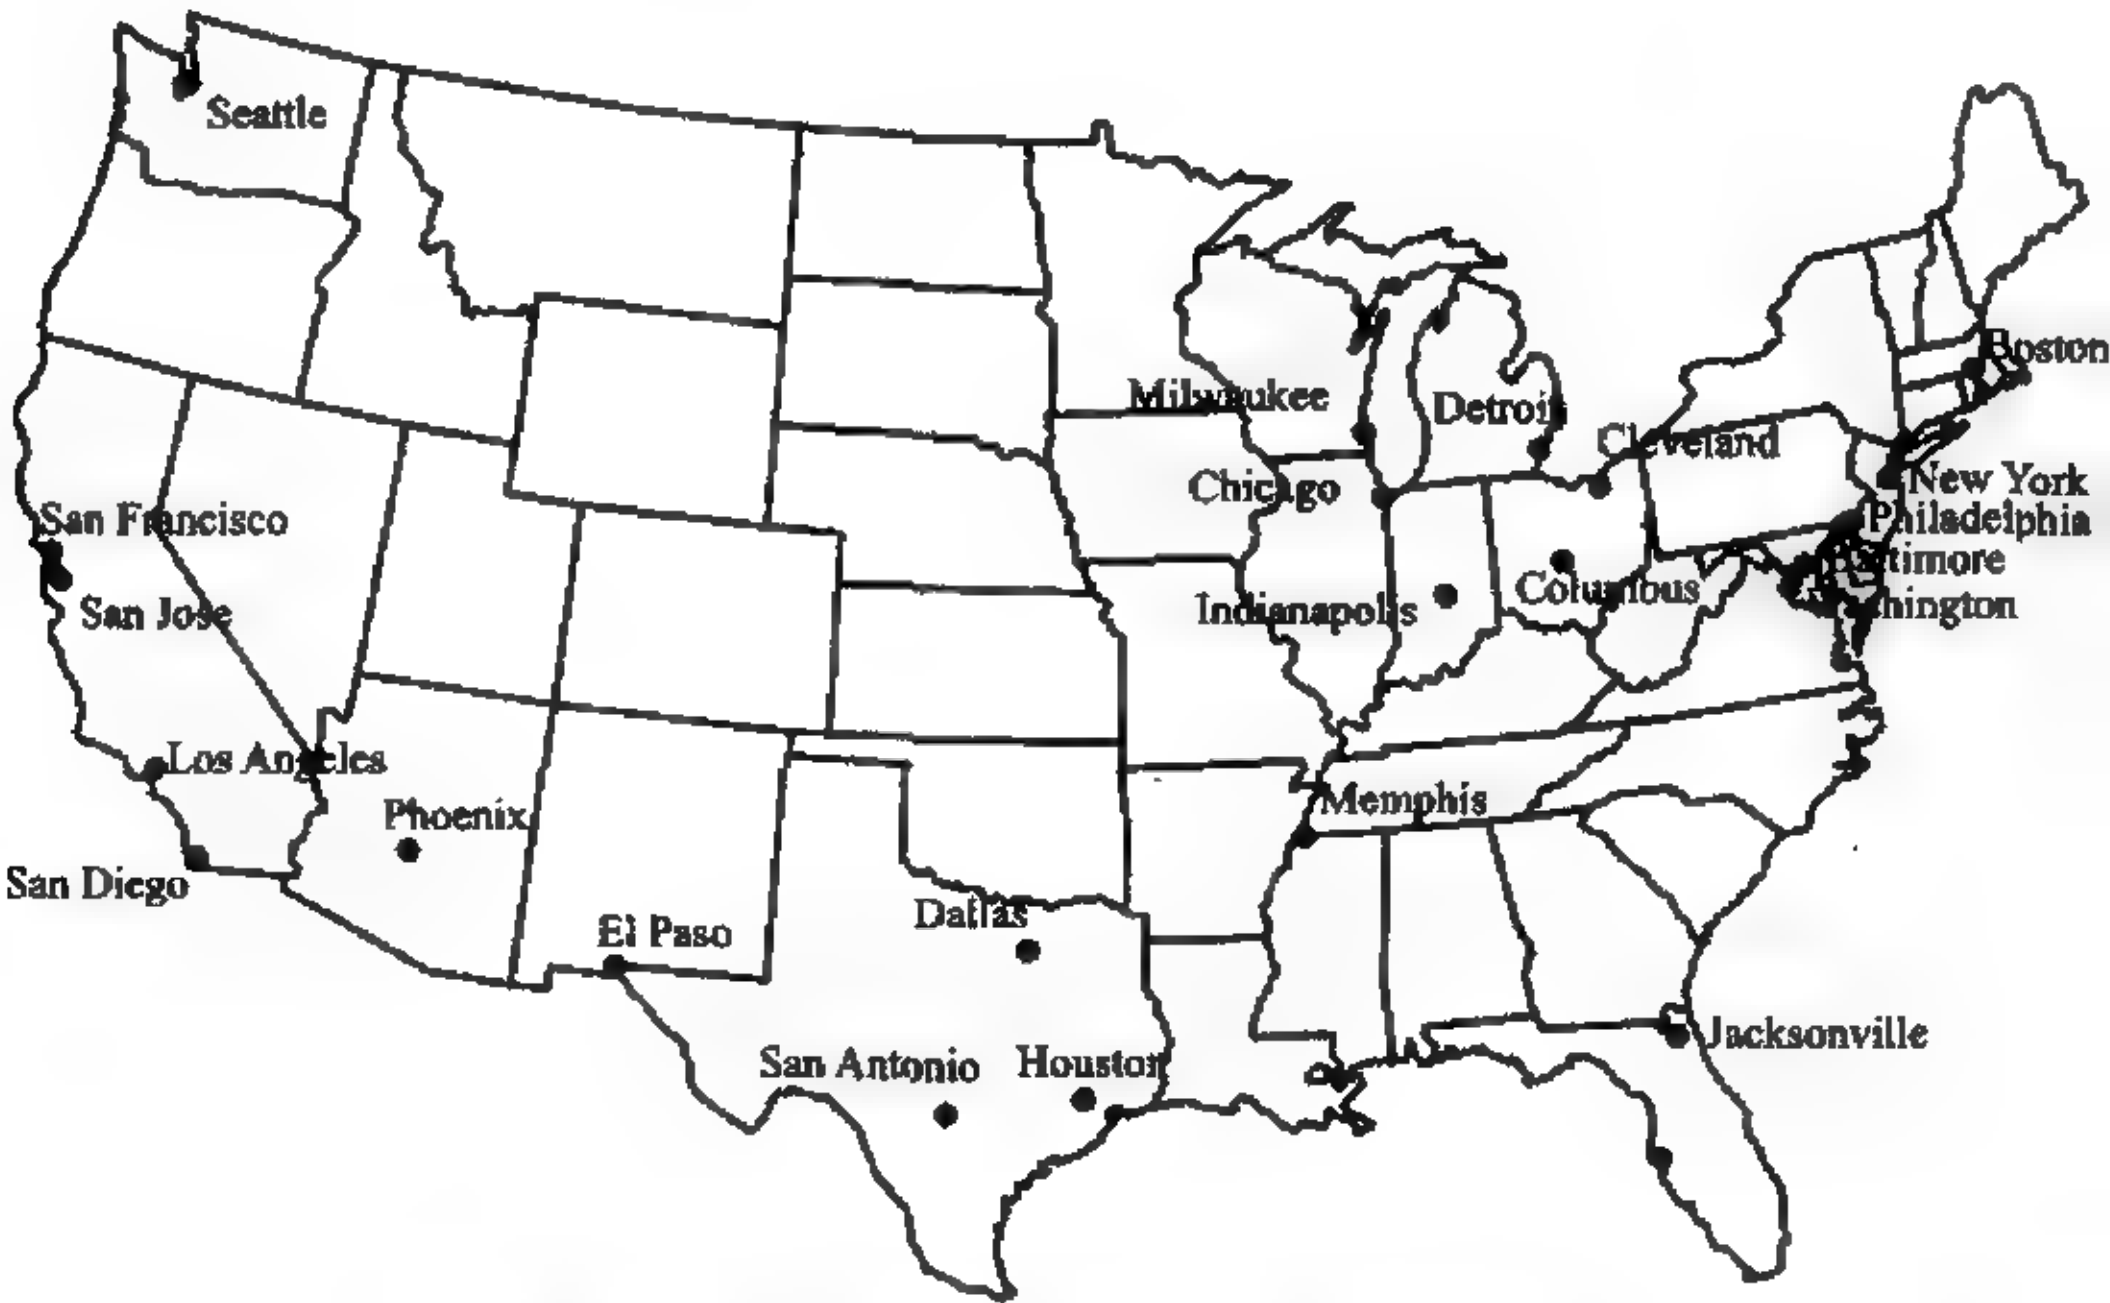 Seattle
Boston
Milwaukee
Detroit
Cleveland
Chicago
New York
San Francisco
Philadelphia
Baltimore
Columbus
Indianapolis
San Jose
Los Angeles
Memphis
Phoenix
San Diego
Dallas
El Paso
Jacksonville
San Antonio
Houston